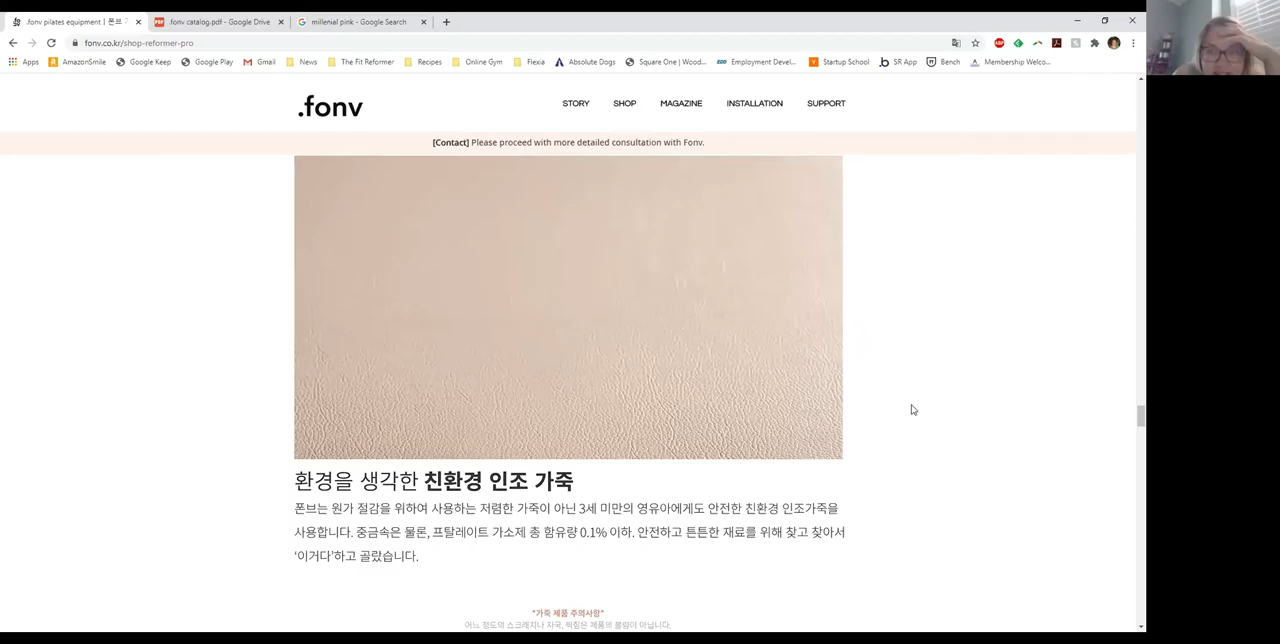 .fonv pilates equipment | 폰브
.fonv catalog.pdf - Google Drive
millenial pink - Google Search
fonv.co.kr/shop-reformer-pro
Apps
AmazonSmile
Google Keep
Google Play
Gmail
News
The Fit Reformer
Recipes
Online Gym
Flexia
Absolute Dogs
Square One | Wood...
EDD
Employment Devel...
Startup School
SR App
Bench
Membership Welco...
.fonv
STORY
SHOP
MAGAZINE
INSTALLATION
SUPPORT
[Contact] Please proceed with more detailed consultation with Fonv.
환경을 생각한 친환경 인조 가죽
폰브는 원가 절감을 위하여 사용하는 저렴한 가죽이 아닌 3세 미만의 영유아에게도 안전한 친환경 인조가죽을
사용합니다. 중금속은 물론, 프탈레이트 가소제 총 함유량 0.1% 이하. 안전하고 튼튼한 재료를 위해 찾고 찾아서
‘이거다’하고 골랐습니다.
*가죽 제품 주의사항*
어느 정도의 스크래치나 자국, 찍힘은 제품의 불량이 아닙니다.